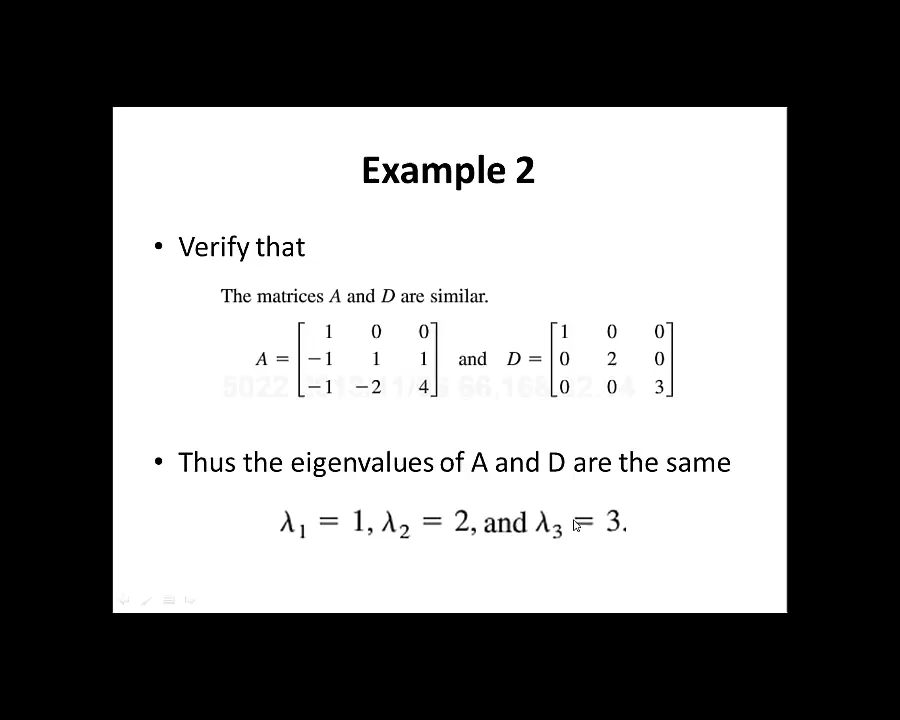 Example 2
• Verify that
The matrices A and D are similar.
A = [1 0 0; −1 1 1; −1 −2 4] and D = [1 0 0; 0 2 0; 0 0 3]
• Thus the eigenvalues of A and D are the same
λ₁ = 1, λ₂ = 2, and λ₃ = 3.